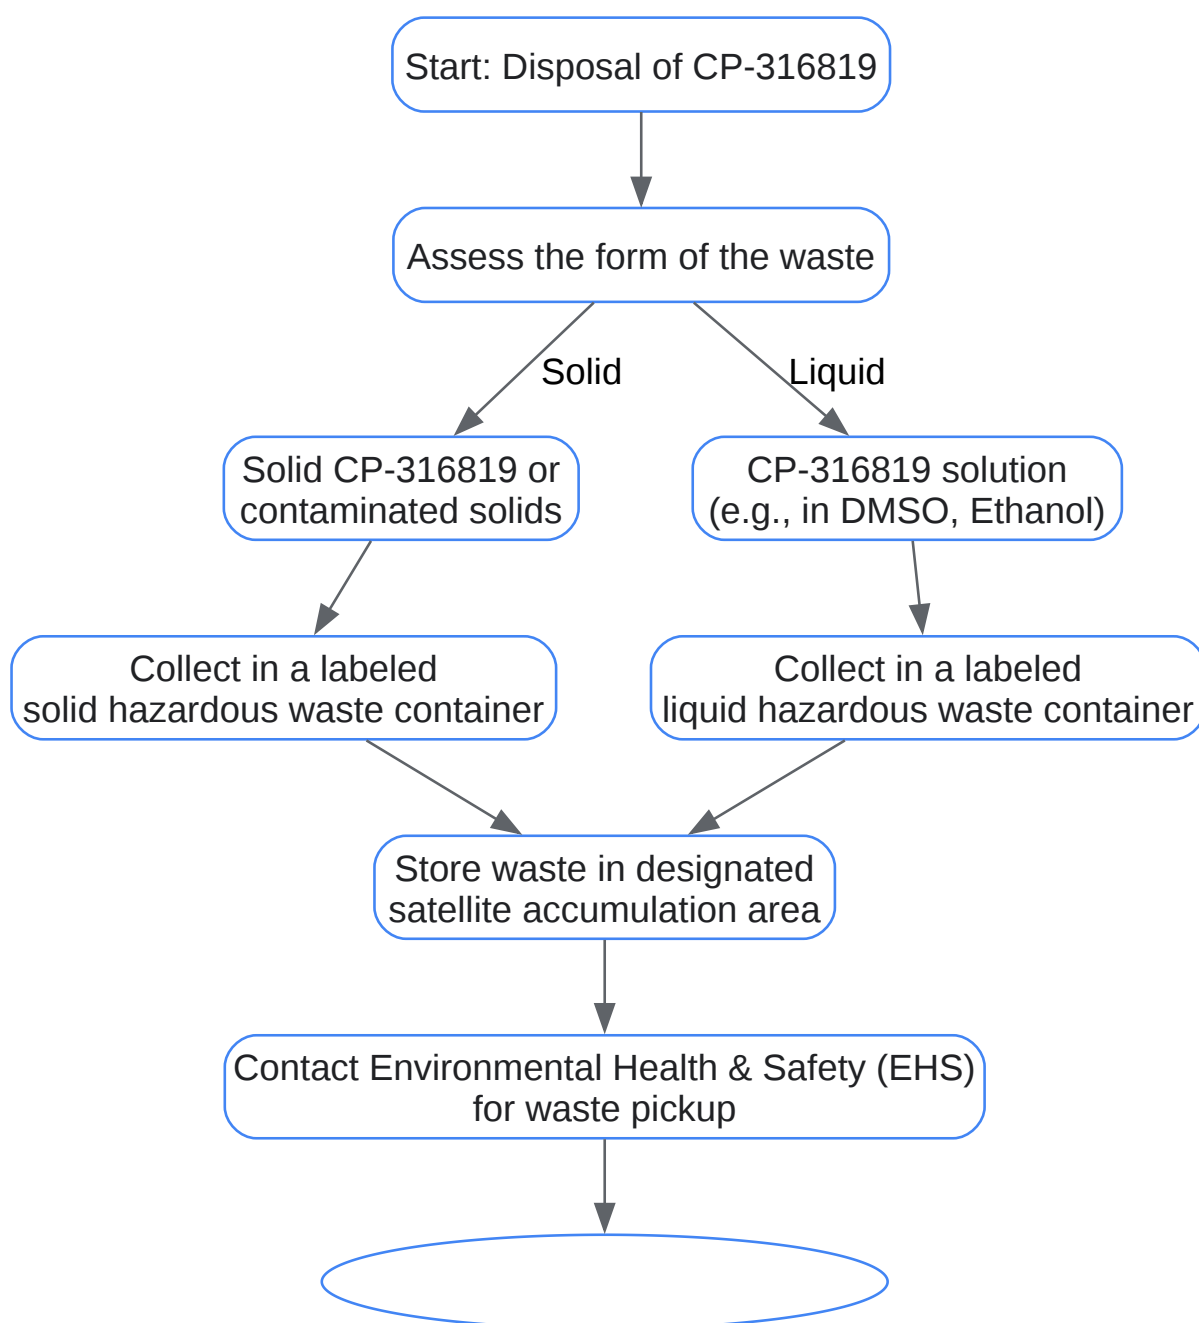 Start: Disposal of CP-316819
Assess the form of the waste
Solid
Liquid
Solid CP-316819 or
contaminated solids
CP-316819 solution
(e.g., in DMSO, Ethanol)
Collect in a labeled
solid hazardous waste container
Collect in a labeled
liquid hazardous waste container
Store waste in designated
satellite accumulation area
Contact Environmental Health & Safety (EHS)
for waste pickup